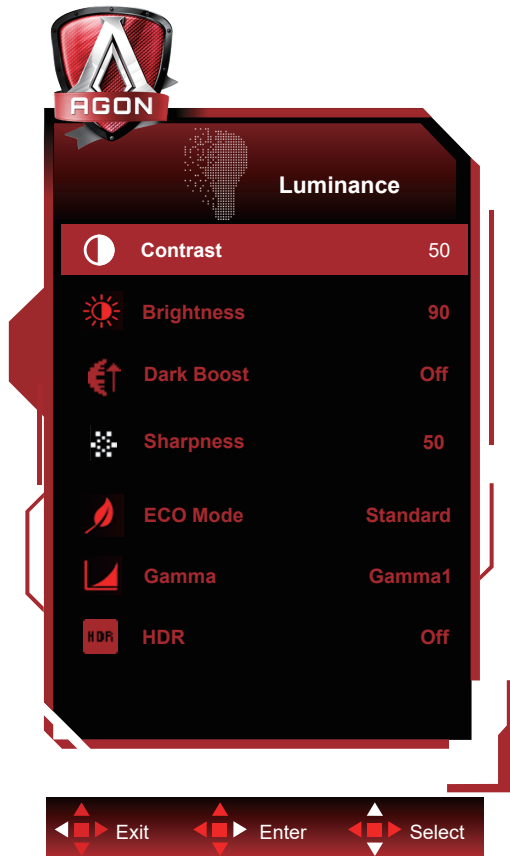 AGON
Luminance
Contrast 50
Brightness 90
Dark Boost Off
Sharpness 50
ECO Mode Standard
Gamma Gamma1
HDR HDR Off
Exit Enter Select